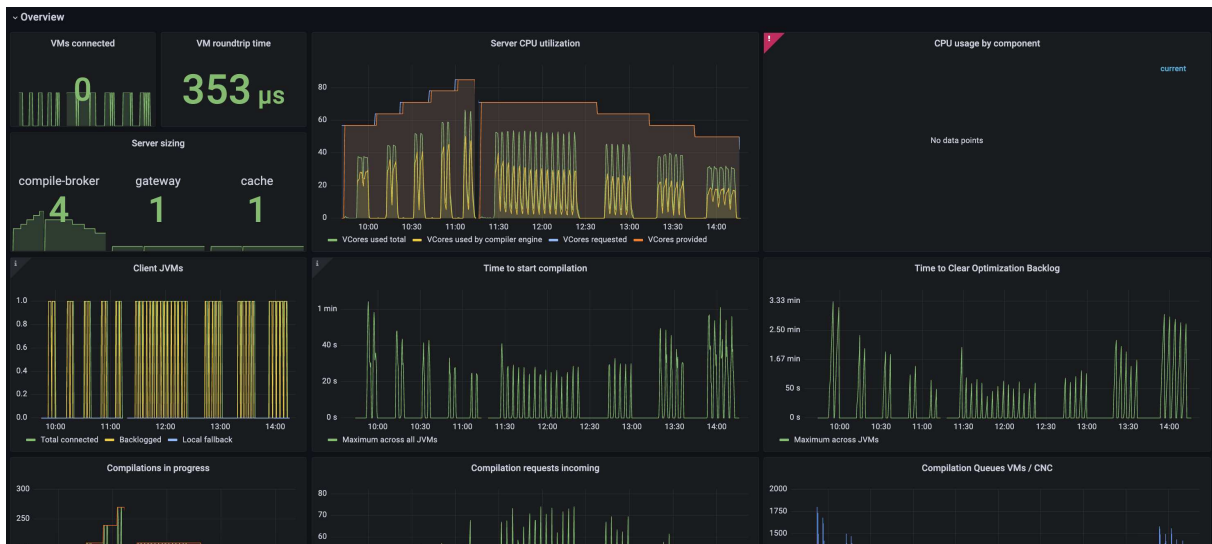 Overview
VMs connected
0
VM roundtrip time
353 µs
Server sizing
compile-broker gateway cache
4 1 1
Server CPU utilization
80
60
40
20
0
10:00 10:30 11:00 11:30 12:00 12:30 13:00 13:30 14:00
VCores used total VCores used by compiler engine VCores requested VCores provided
!
CPU usage by component
current
No data points
i
Client JVMs
1.0
0.8
0.6
0.4
0.2
0.0
10:00 11:00 12:00 13:00 14:00
Total connected Backlogged Local fallback
i
Time to start compilation
1 min
40 s
20 s
0 s
10:00 10:30 11:00 11:30 12:00 12:30 13:00 13:30 14:00
Maximum across all JVMs
Time to Clear Optimization Backlog
3.33 min
2.50 min
1.67 min
50 s
0 s
10:00 10:30 11:00 11:30 12:00 12:30 13:00 13:30 14:00
Maximum across JVMs
Compilations in progress
300
250
Compilation requests incoming
80
70
60
Compilation Queues VMs / CNC
2000
1750
1500